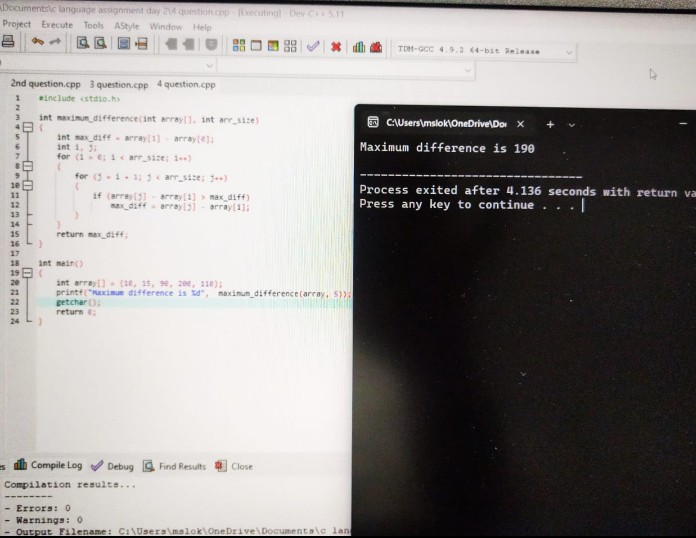 \Documents\c language assignment day 2\4 question.cpp - [Executing] - Dev-C++ 5.11
Project Execute Tools AStyle Window Help
TDM-GCC 4.9.2 64-bit Release
2nd question.cpp 3 question.cpp 4 question.cpp
1 #include <stdio.h>
2
3 int maximum_difference(int array[], int arr_size)
4 {
5 int max_diff = array[1] - array[0];
6 int i, j;
7 for (i = 0; i < arr_size; i++)
8 {
9 for (j = i + 1; j < arr_size; j++)
10 {
11 if (array[j] - array[i] > max_diff)
12 max_diff = array[j] - array[i];
13 }
14 }
15 return max_diff;
16 }
17
18 int main()
19 {
20 int array[] = {10, 15, 90, 200, 110};
21 printf("Maximum difference is %d", maximum_difference(array, 5));
22 getchar();
23 return 0;
24 }
C:\Users\mslok\OneDrive\Do
Maximum difference is 190
--------------------------------
Process exited after 4.136 seconds with return va
Press any key to continue . . .
s Compile Log Debug Find Results Close
Compilation results...
--------
- Errors: 0
- Warnings: 0
- Output Filename: C:\Users\mslok\OneDrive\Documents\c lan